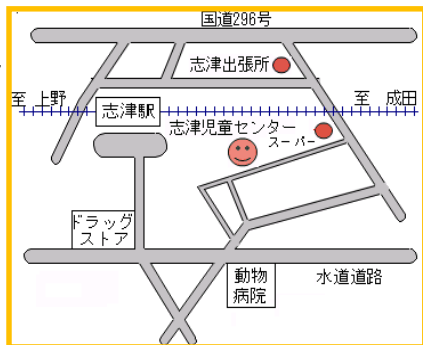 国道296号
志津出張所
至 上野
志津駅
至 成田
志津児童センター
スーパー
ドラッグ
ストア
動物
病院
水道道路